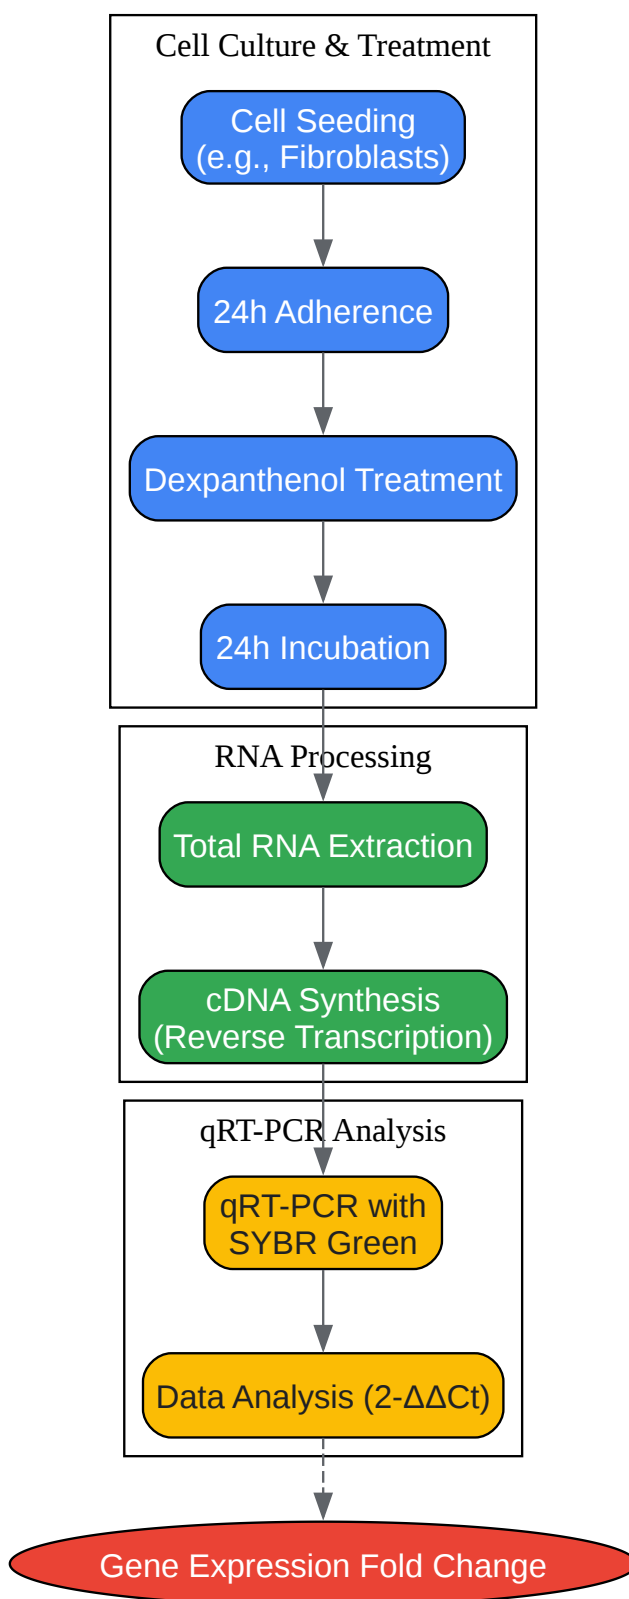 Cell Culture & Treatment
Cell Seeding
(e.g., Fibroblasts)
24h Adherence
Dexpanthenol Treatment
24h Incubation
RNA Processing
Total RNA Extraction
cDNA Synthesis
(Reverse Transcription)
qRT-PCR Analysis
qRT-PCR with
SYBR Green
Data Analysis (2-ΔΔCt)
Gene Expression Fold Change